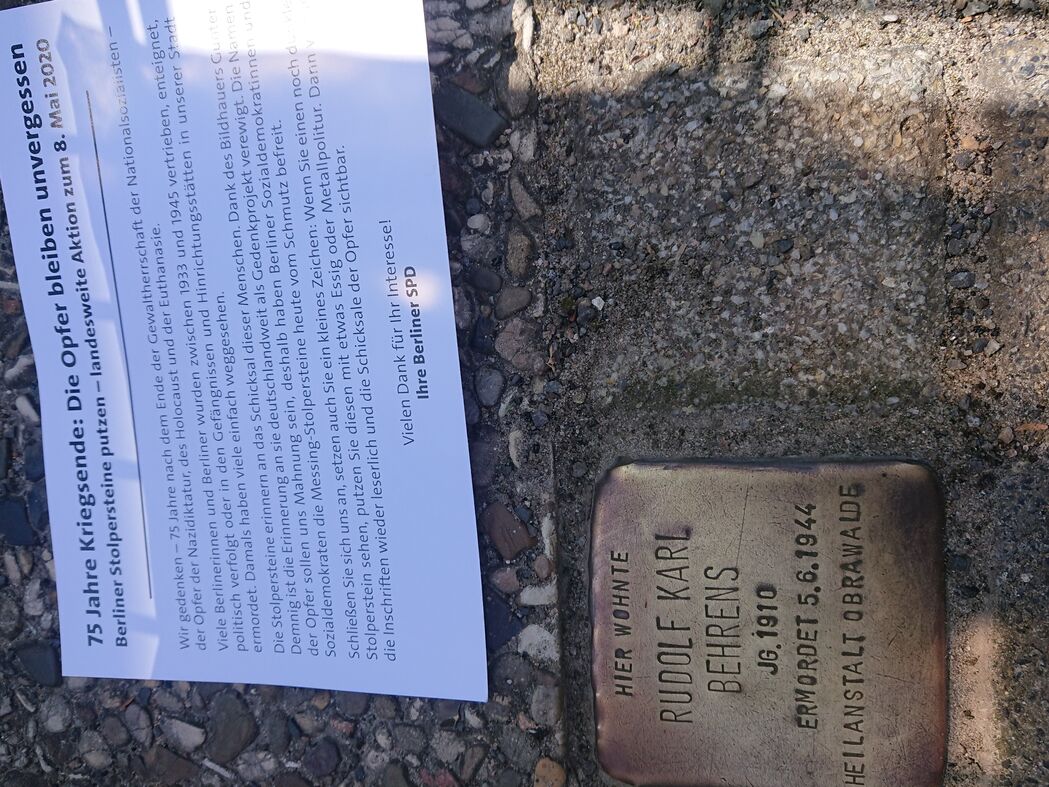 75 Jahre Kriegsende: Die Opfer bleiben unvergessen
Berliner Stolpersteine putzen – landesweite Aktion zum 8. Mai 2020
Wir gedenken – 75 Jahre nach dem Ende der Gewaltherrschaft der Nationalsozialisten –
der Opfer der Nazidiktatur, des Holocaust und der Euthanasie.
Viele Berlinerinnen und Berliner wurden zwischen 1933 und 1945 vertrieben, enteignet,
politisch verfolgt oder in den Gefängnissen und Hinrichtungsstätten in unserer Stadt
ermordet. Damals haben viele einfach weggesehen.
Die Stolpersteine erinnern an das Schicksal dieser Menschen. Dank des Bildhauers Gunter
Demnig ist die Erinnerung an sie deutschlandweit als Gedenkprojekt verewigt. Die Namen
der Opfer sollen uns Mahnung sein, deshalb haben Berliner Sozialdemokratinnen und
Sozialdemokraten die Messing-Stolpersteine heute vom Schmutz befreit.
Schließen Sie sich uns an, setzen auch Sie ein kleines Zeichen: Wenn Sie einen noch
Stolperstein sehen, putzen Sie diesen mit etwas Essig oder Metallpolitur. Dann
die Inschriften wieder leserlich und die Schicksale der Opfer sichtbar.
Vielen Dank für Ihr Interesse!
Ihre Berliner SPD
HIER WOHNTE
RUDOLF KARL
BEHRENS
JG. 1910
ERMORDET 5.6.1944
HEILANSTALT OBRAWALDE